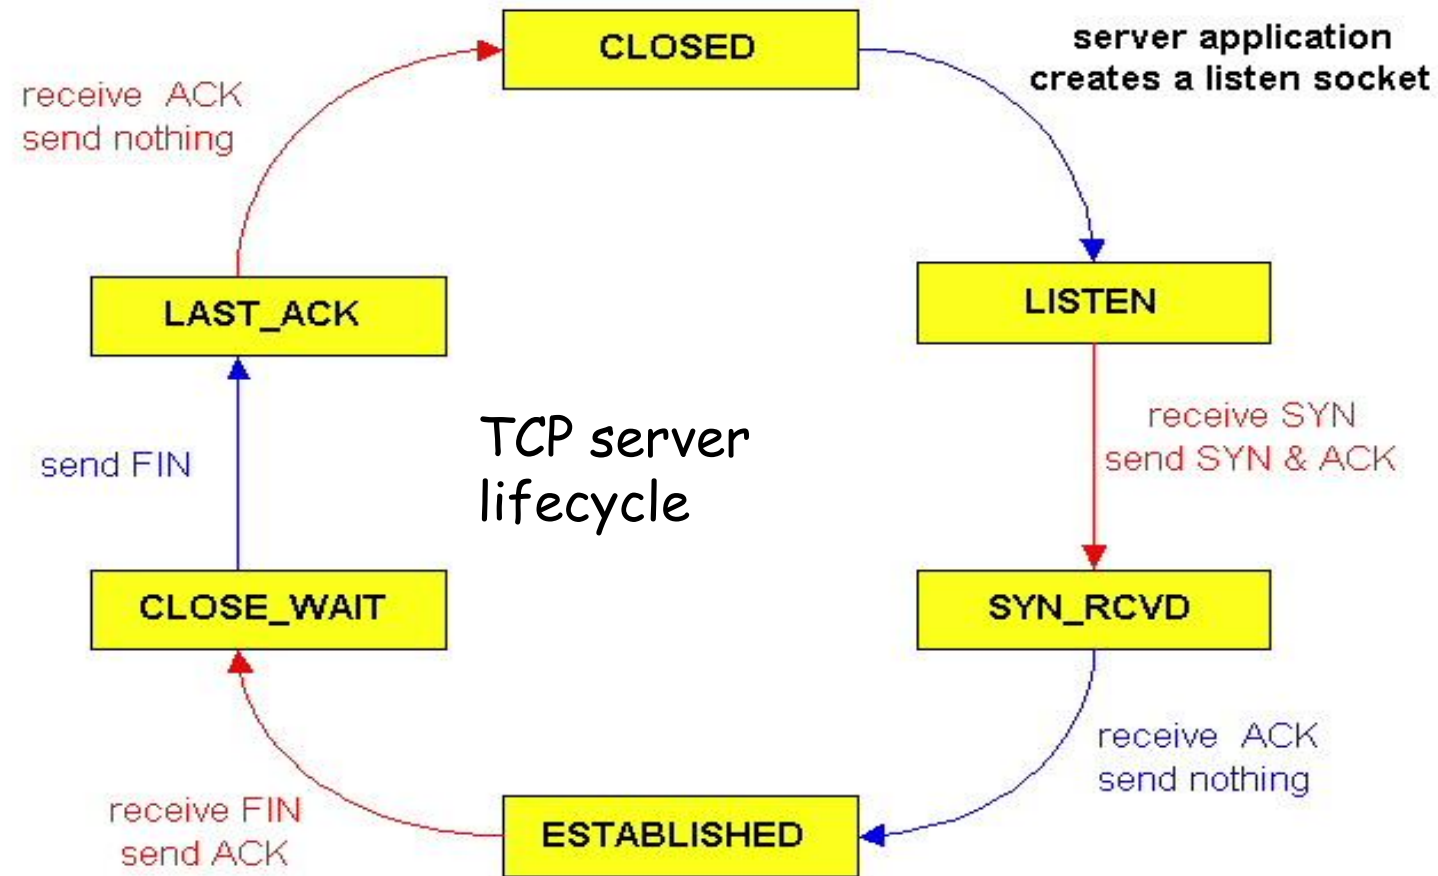 CLOSED
server application
creates a listen socket
receive ACK
send nothing
LAST_ACK
LISTEN
receive SYN
send SYN & ACK
TCP server
lifecycle
send FIN
CLOSE_WAIT
SYN_RCVD
receive ACK
send nothing
receive FIN
send ACK
ESTABLISHED